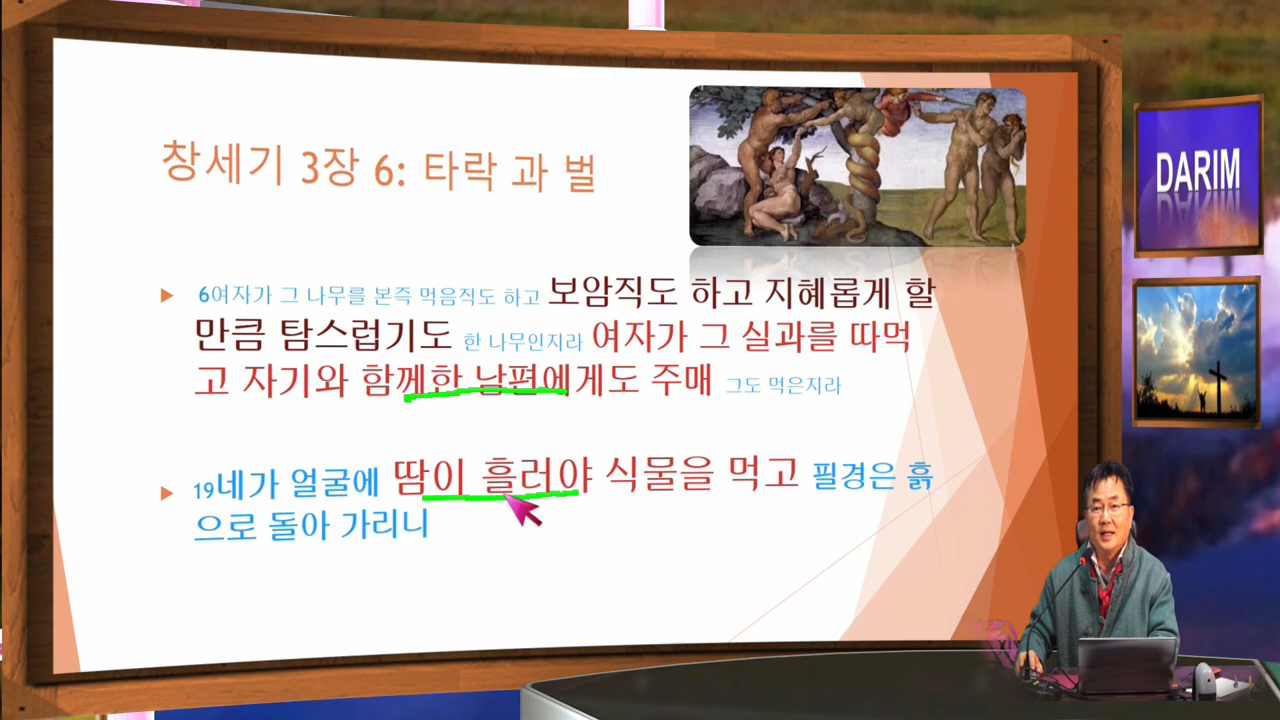 창세기 3장 6: 타락 과 벌
6여자가 그 나무를 본즉 먹음직도 하고 보암직도 하고 지혜롭게 할
만큼 탐스럽기도 한 나무인지라 여자가 그 실과를 따먹
고 자기와 함께한 남편에게도 주매 그도 먹은지라
19네가 얼굴에 땀이 흘러야 식물을 먹고 필경은 흙
으로 돌아 가리니
DARIM